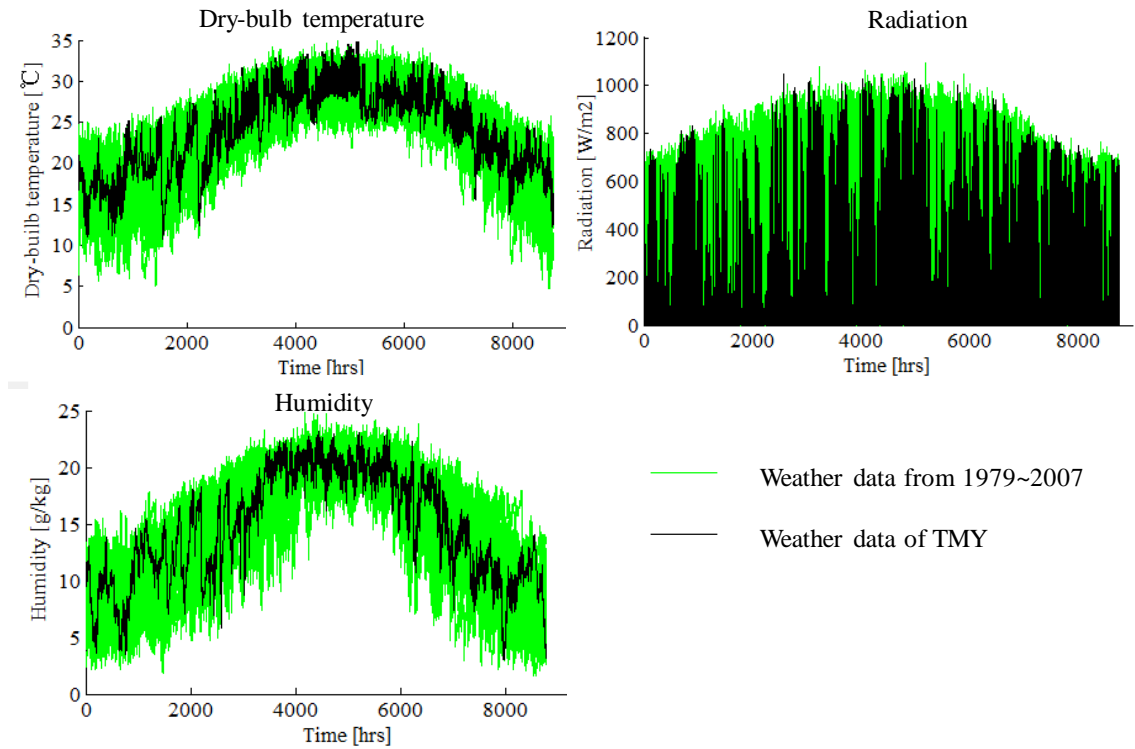 Dry-bulb temperature
Dry-builb temperature [℃]
35
30
25
20
15
10
5
0
0 2000 4000 6000 8000
Time [hrs]
Radiation
Radiation [W/m2]
1200
1000
800
600
400
200
0
0 2000 4000 6000 8000
Time [hrs]
Humidity
Humidity [g/kg]
25
20
15
10
5
0
0 2000 4000 6000 8000
Time [hrs]
Weather data from 1979~2007
Weather data of TMY